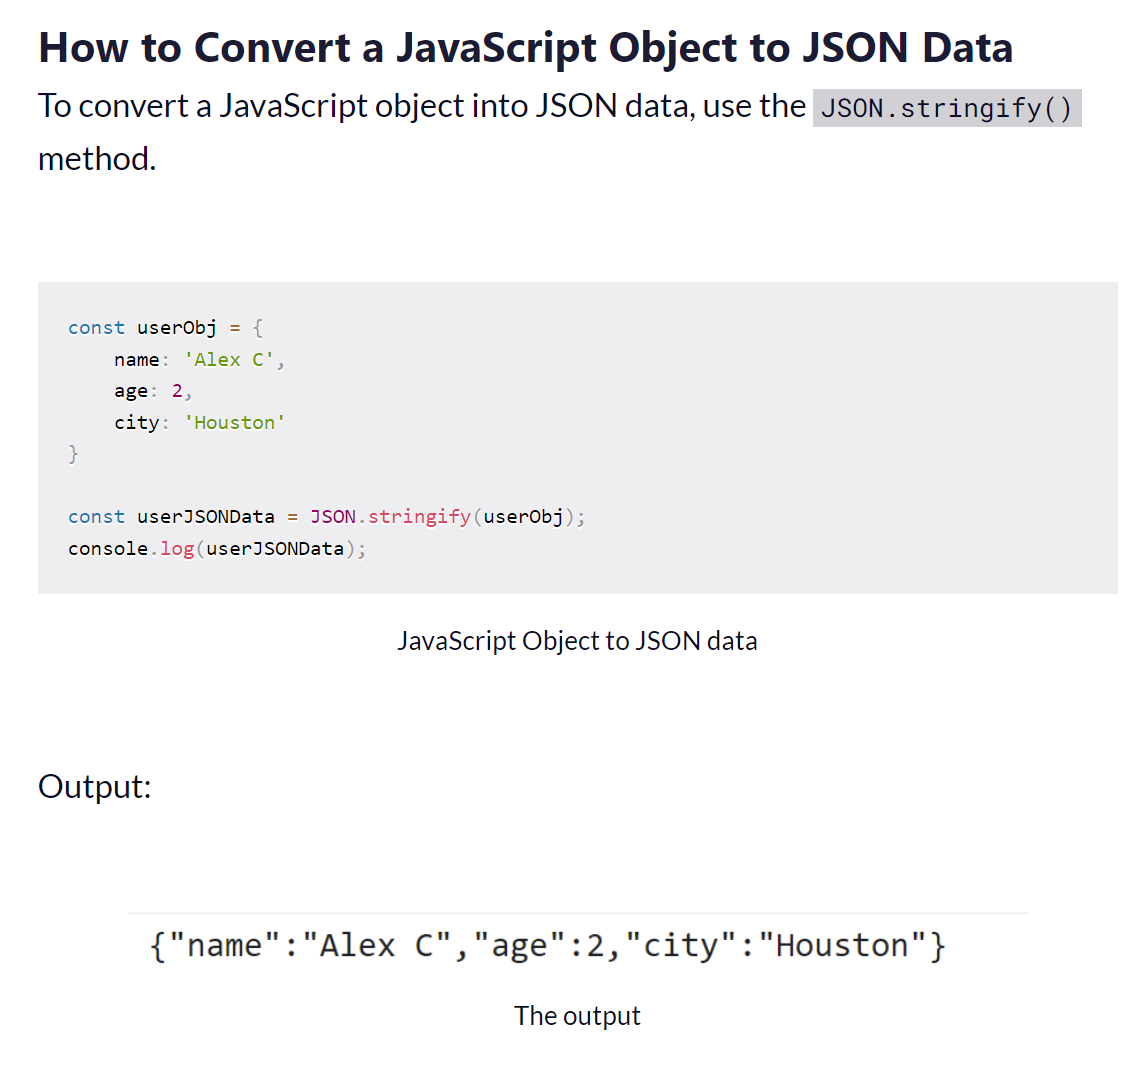 How to Convert a JavaScript Object to JSON Data
To convert a JavaScript object into JSON data, use the JSON.stringify()
method.
const userObj = {
    name: 'Alex C',
    age: 2,
    city: 'Houston'
}
const userJSONData = JSON.stringify(userObj);
console.log(userJSONData);
JavaScript Object to JSON data
Output:
{"name":"Alex C","age":2,"city":"Houston"}
The output